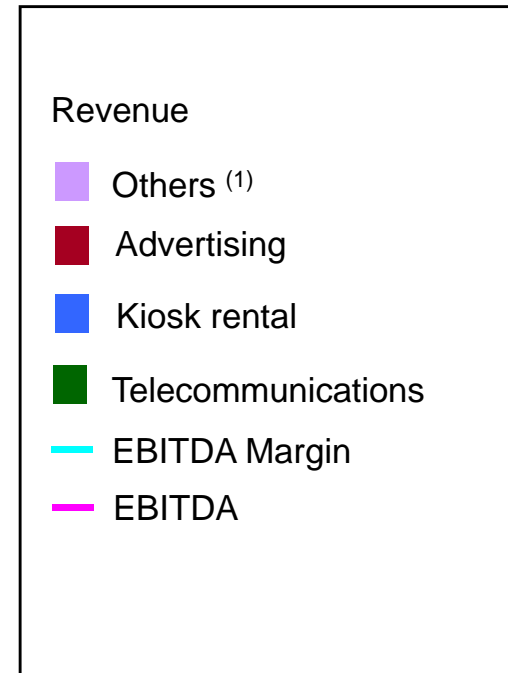 Revenue
Others (1)
Advertising
Kiosk rental
Telecommunications
EBITDA Margin
EBITDA